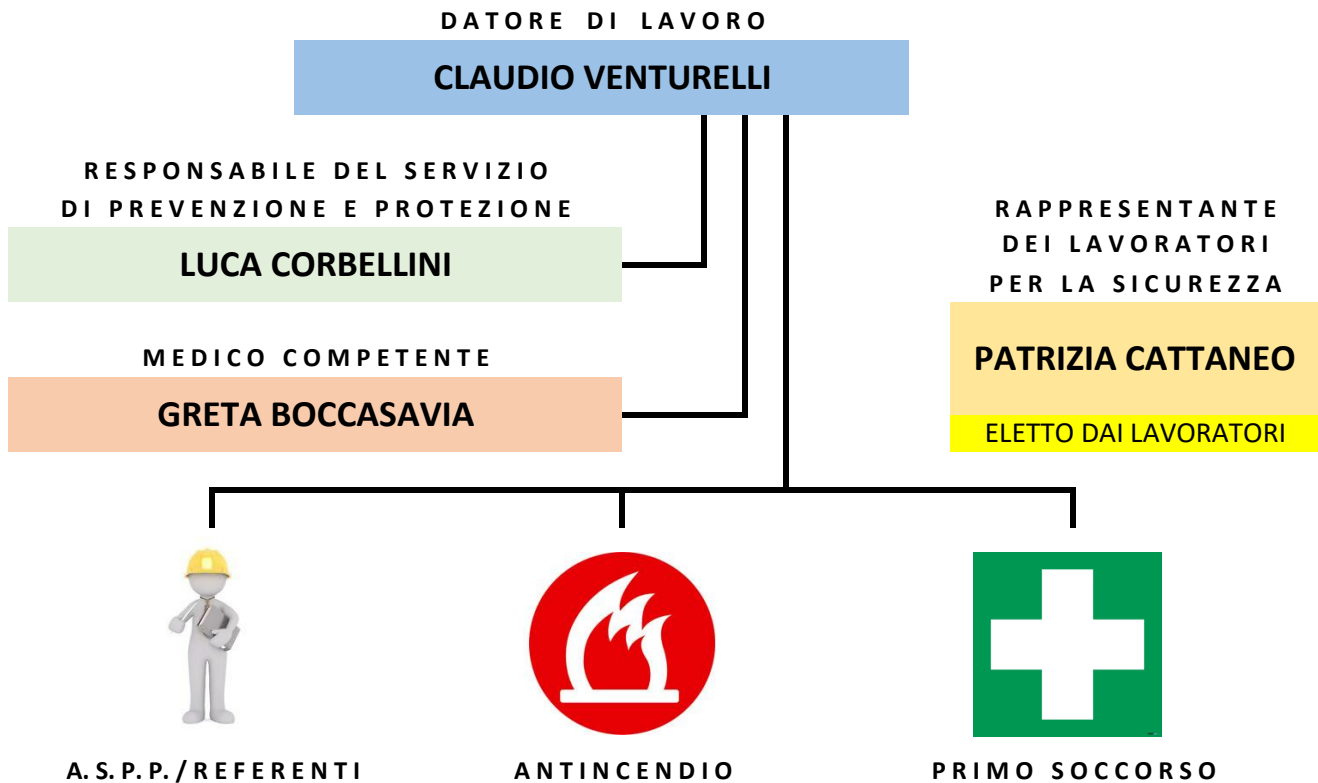 DATORE DI LAVORO
CLAUDIO VENTURELLI
RESPONSABILE DEL SERVIZIO
DI PREVENZIONE E PROTEZIONE
LUCA CORBELLINI
MEDICO COMPETENTE
GRETA BOCCASAVIA
RAPPRESENTANTE
DEI LAVORATORI
PER LA SICUREZZA
PATRIZIA CATTANEO
ELETTO DAI LAVORATORI
A.S.P.P./REFERENTI
ANTINCENDIO
PRIMO SOCCORSO